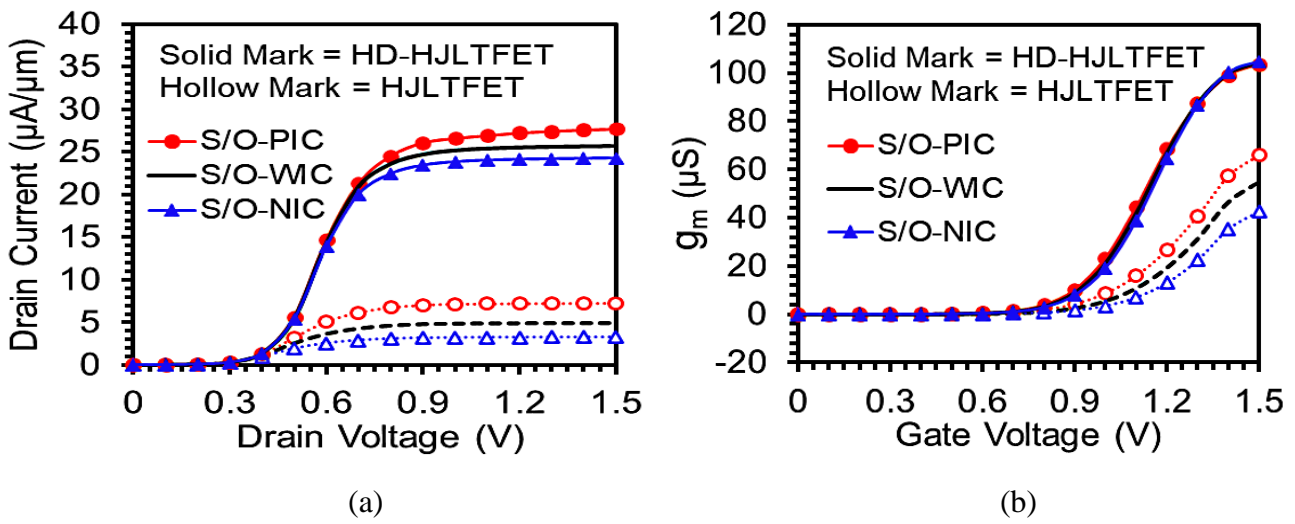 40
35
30
25
20
15
10
5
0
Drain Current (µA/µm)
Solid Mark = HD-HJLTFET
Hollow Mark = HJLTFET
S/O-PIC
S/O-WIC
S/O-NIC
0 0.3 0.6 0.9 1.2 1.5
Drain Voltage (V)
(a)
120
100
80
60
40
20
0
-20
gm (µS)
Solid Mark = HD-HJLTFET
Hollow Mark = HJLTFET
S/O-PIC
S/O-WIC
S/O-NIC
0 0.3 0.6 0.9 1.2 1.5
Gate Voltage (V)
(b)